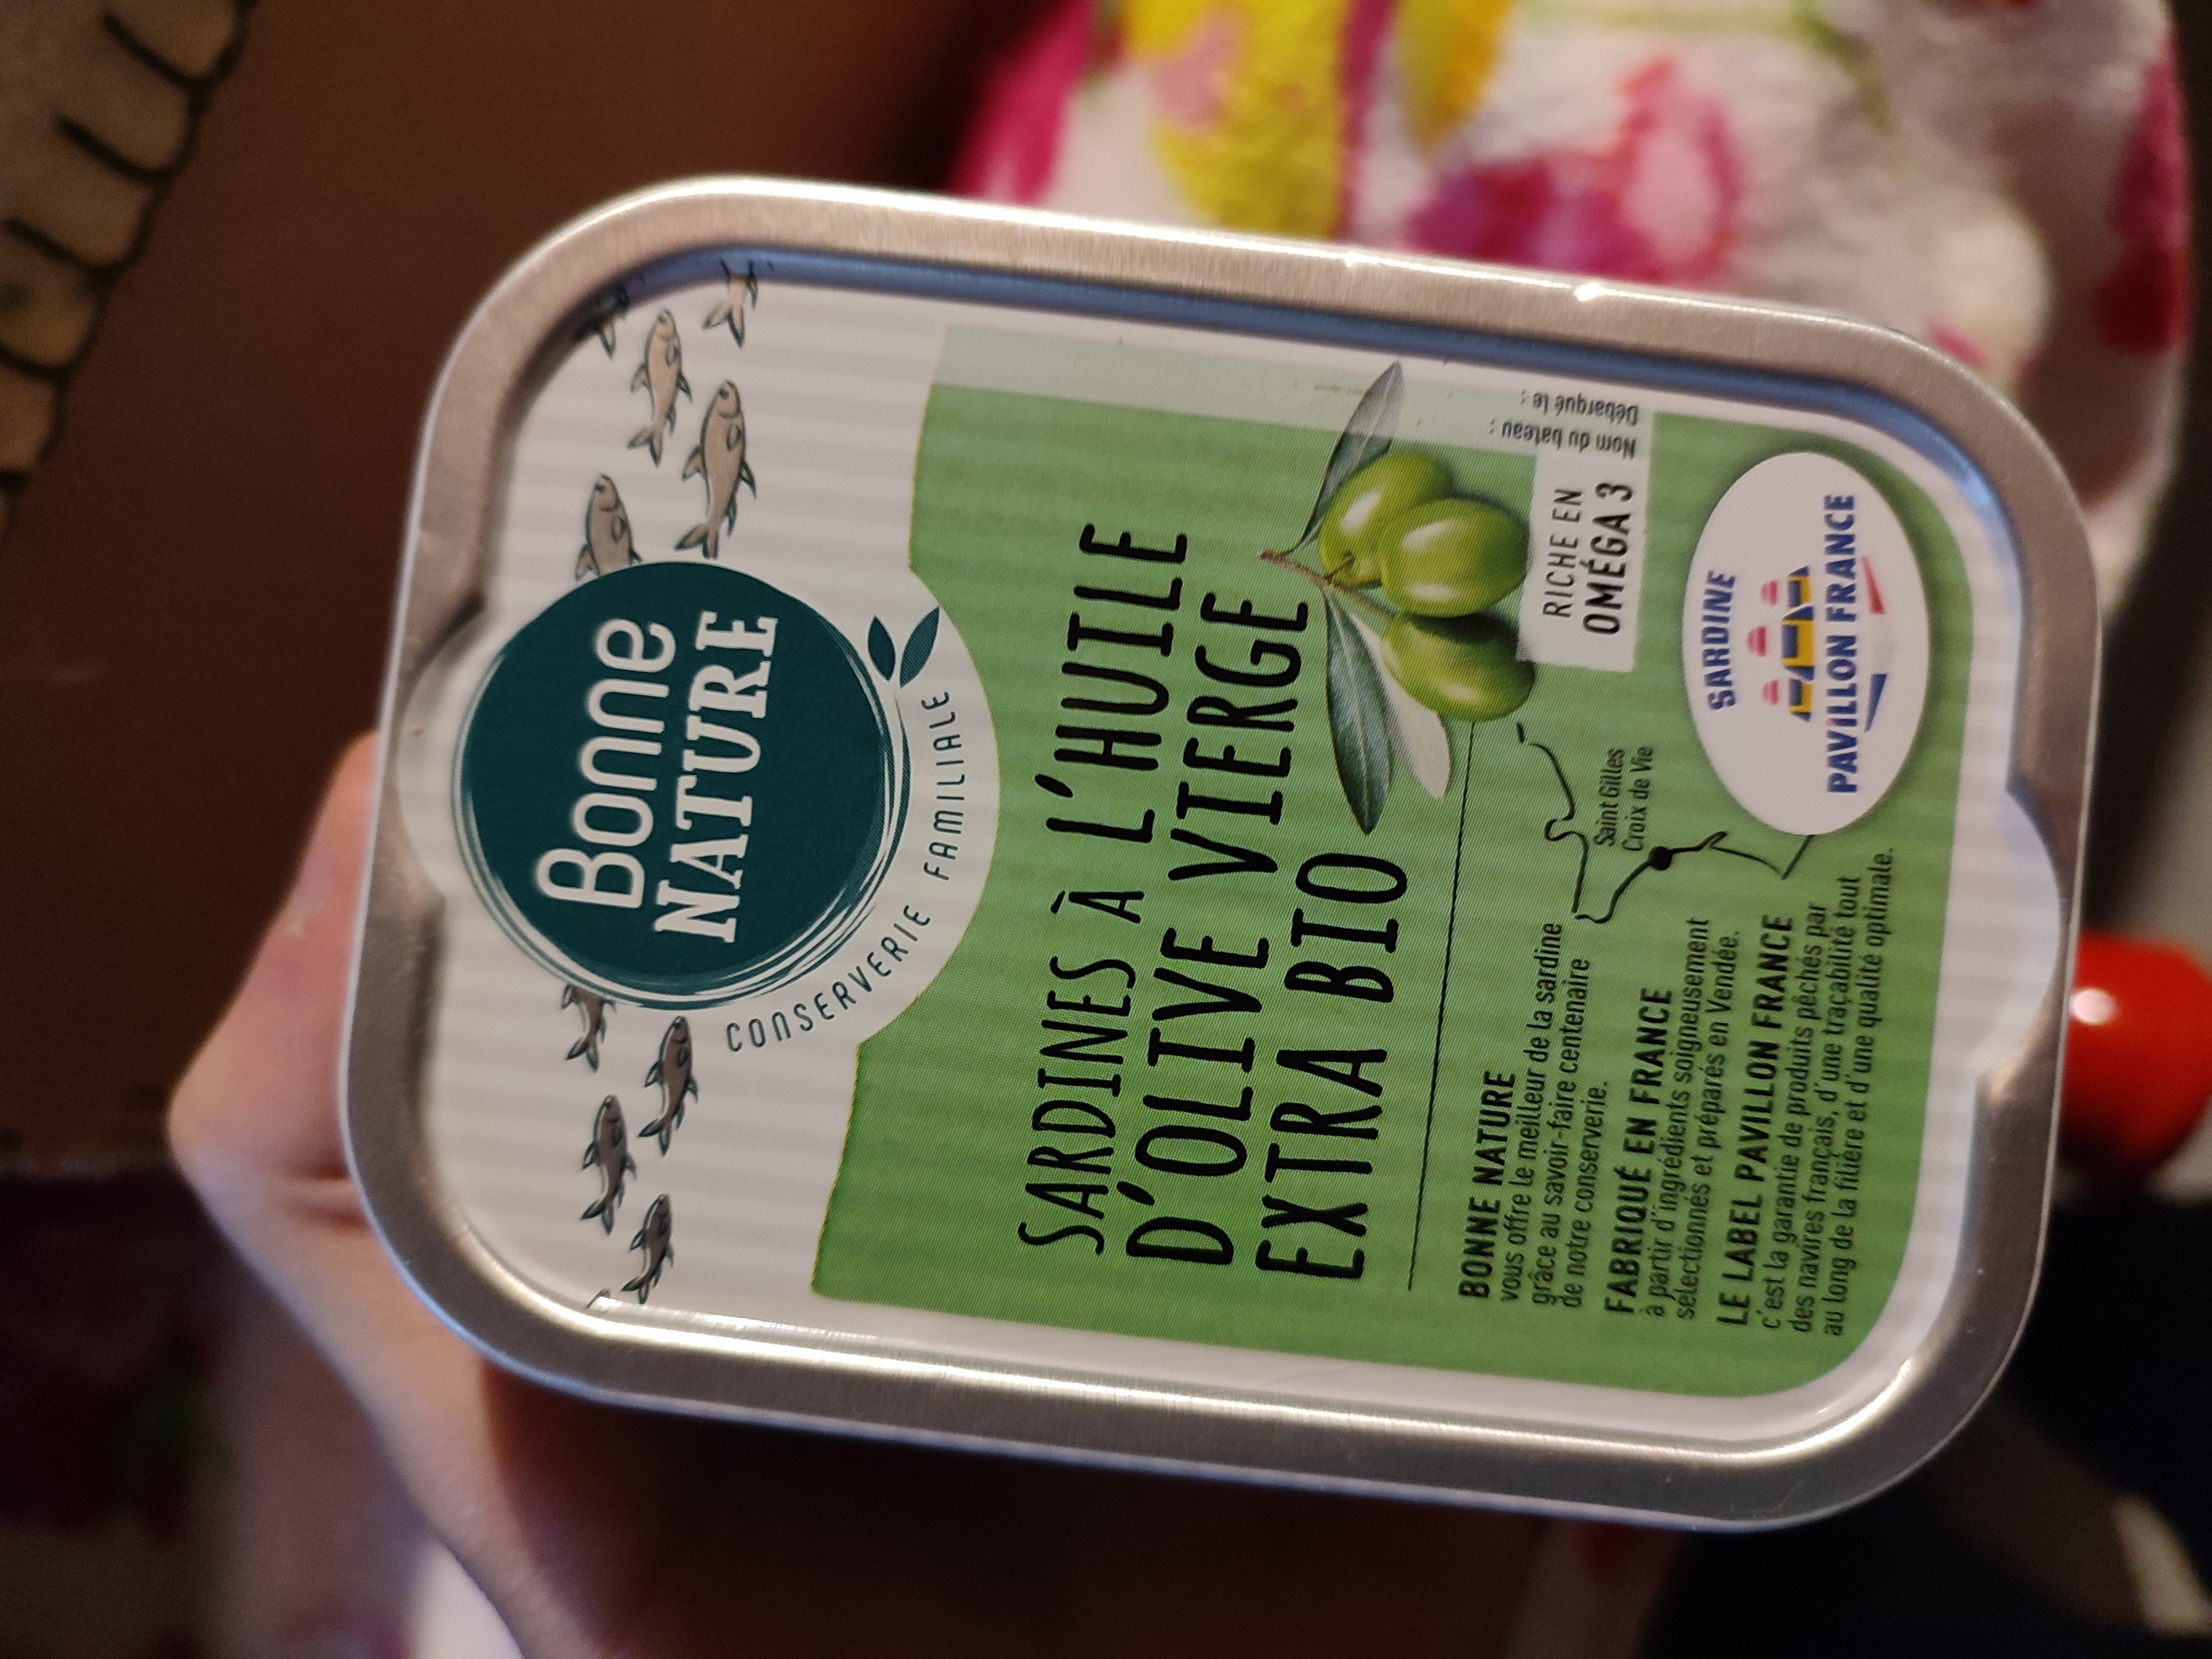 Bonne
NATURE
CONSERVERIE FAMILIALE
SARDINES À L'HUILE
D'OLIVE VIERGE
EXTRA BIO
Nom du bateau :
Débarqué le :
RICHE EN
OMÉGA 3
BONNE NATURE
vous offre le meilleur de la sardine
grâce au savoir-faire centenaire
de notre conserverie.
FABRIQUÉ EN FRANCE
à partir d'ingrédients soigneusement
sélectionnés et préparés en Vendée.
LE LABEL PAVILLON FRANCE
c'est la garantie de produits pêchés par
des navires français, d'une traçabilité tout
au long de la filière et d'une qualité optimale.
Saint Gilles
Croix de Vie
SARDINE
PAVILLON FRANCE